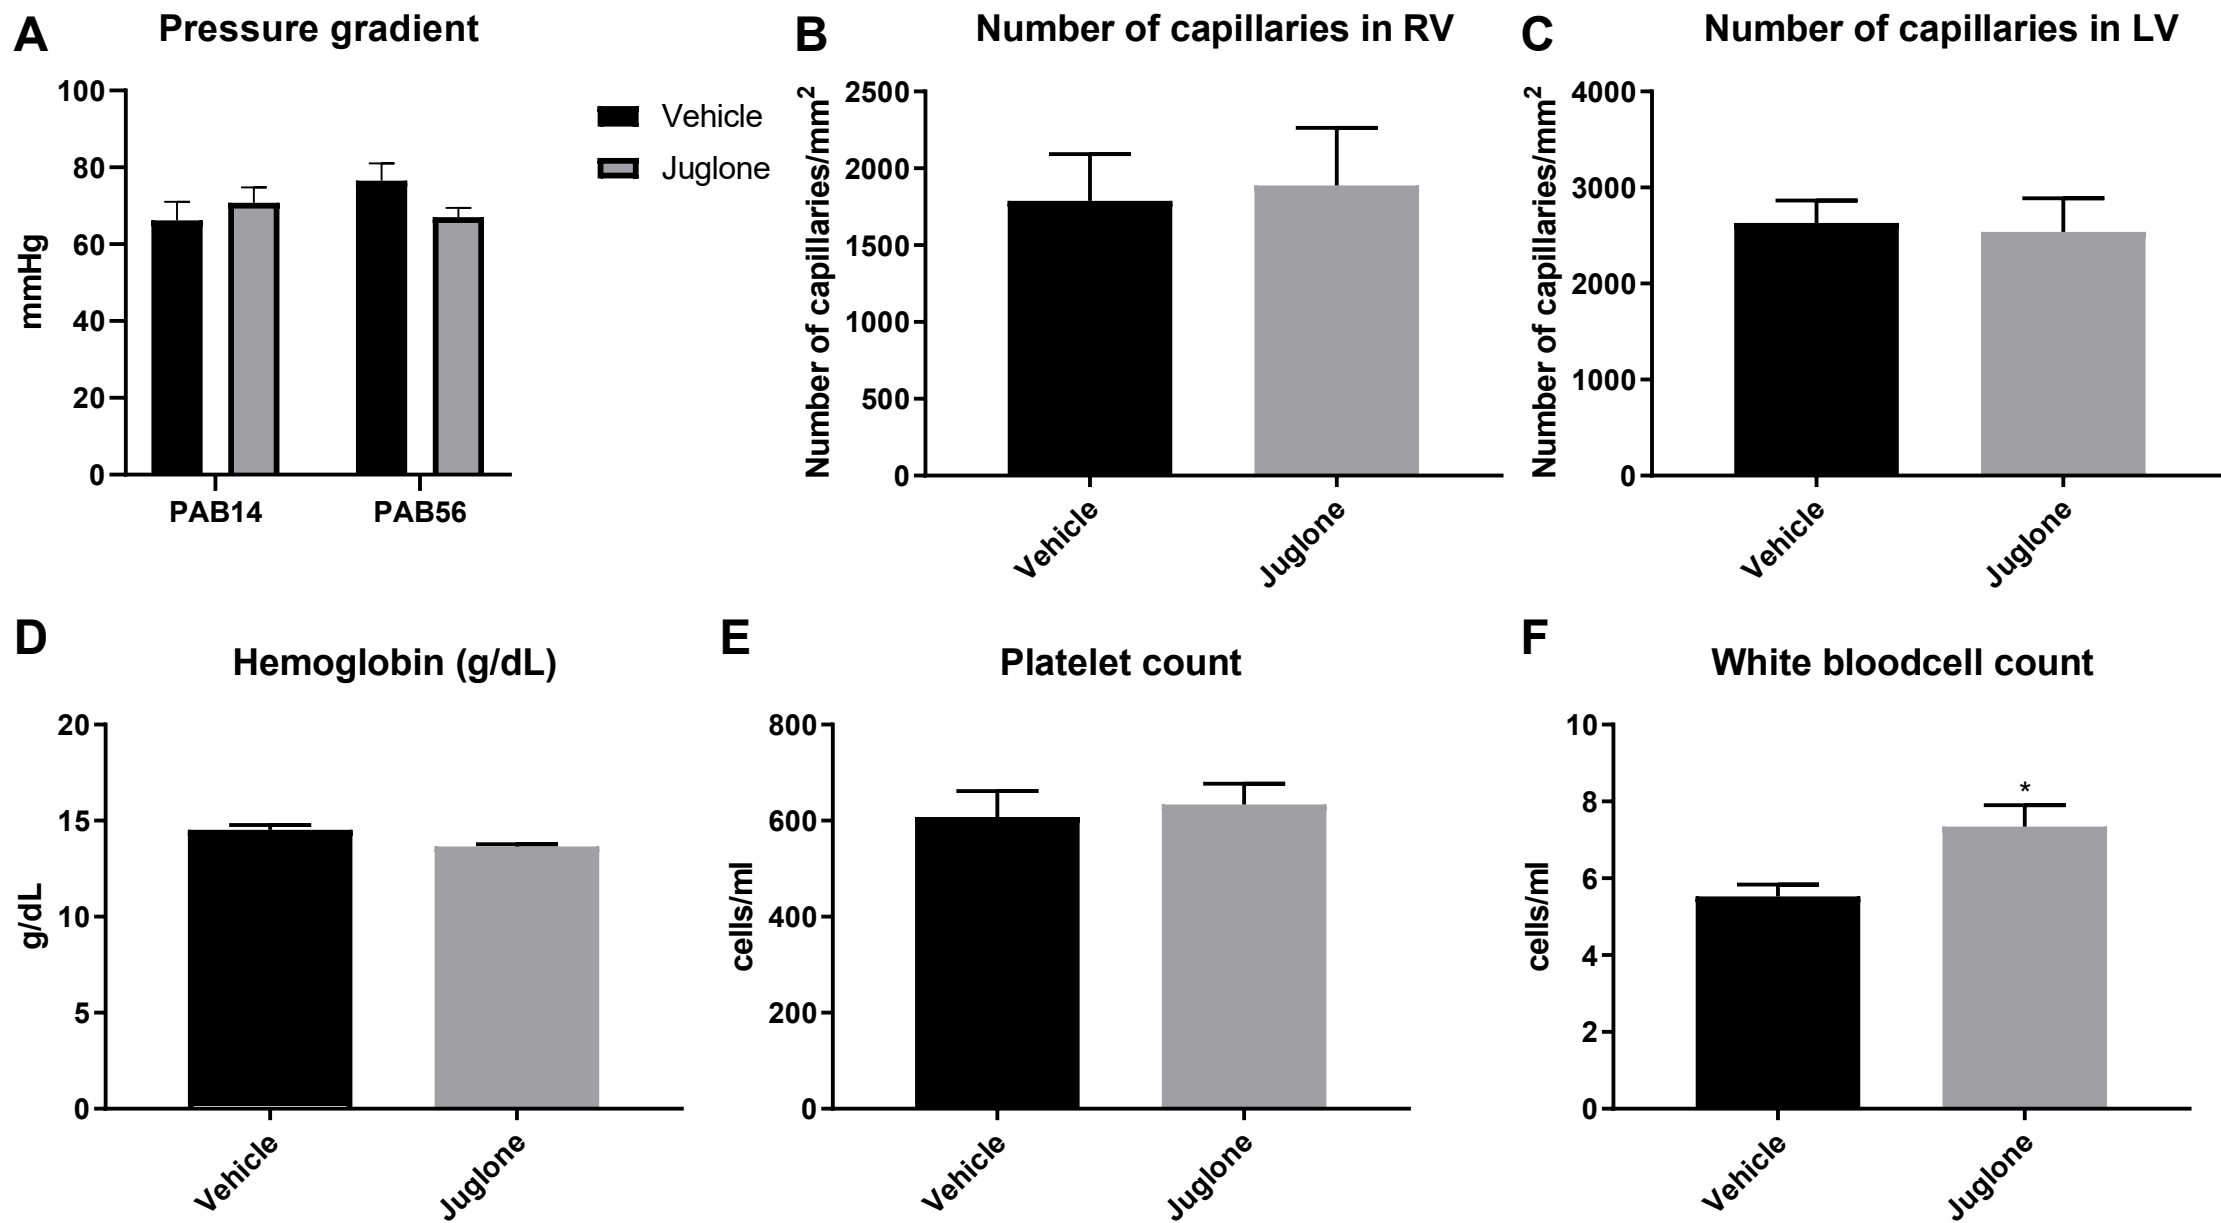 A
Pressure gradient
mmHg
100
80
60
40
20
0
PAB14
PAB56
Vehicle
Juglone
B
Number of capillaries in RV
Number of capillaries/mm²
2500
2000
1500
1000
500
0
Vehicle
Juglone
C
Number of capillaries in LV
Number of capillaries/mm²
4000
3000
2000
1000
0
Vehicle
Juglone
D
Hemoglobin (g/dL)
g/dL
20
15
10
5
0
Vehicle
Juglone
E
Platelet count
cells/ml
800
600
400
200
0
Vehicle
Juglone
F
White bloodcell count
cells/ml
10
8
6
4
2
0
*
Vehicle
Juglone